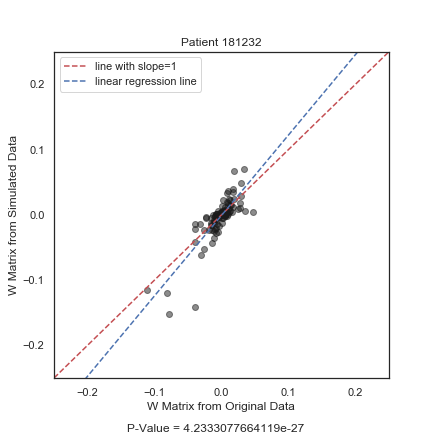 Patient 181232
line with slope=1
linear regression line
0.2
0.1
0.0
−0.1
−0.2
W Matrix from Simulated Data
−0.2 −0.1 0.0 0.1 0.2
W Matrix from Original Data
P-Value = 4.2333077664119e-27